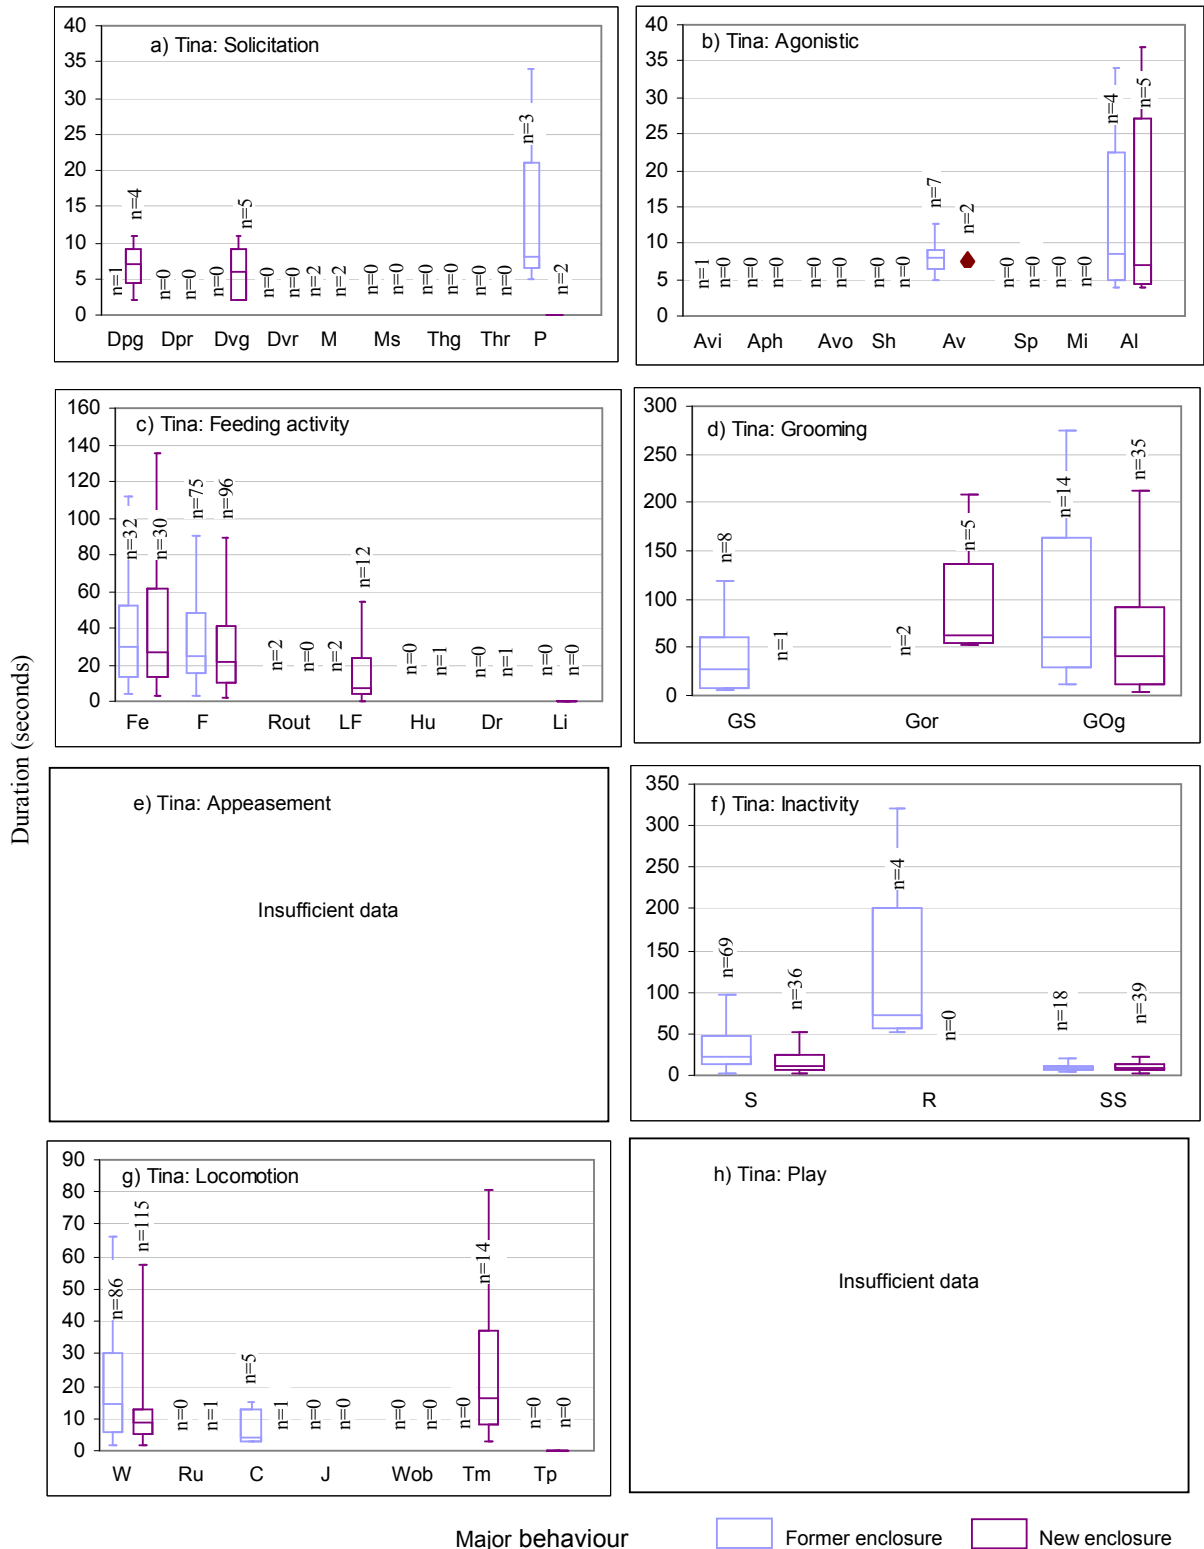 a) Tina: Solicitation
40
35
30
25
20
15
10
5
0
n=1 n=4 n=0 n=0 n=0 n=5 n=0 n=0 n=2 n=2 n=0 n=0 n=0 n=0 n=0 n=0 n=3 n=2
Dpg Dpr Dvg Dvr M Ms Thg Thr P
b) Tina: Agonistic
40
35
30
25
20
15
10
5
0
n=1 n=0 n=0 n=0 n=0 n=0 n=0 n=0 n=7 n=2 n=0 n=0 n=0 n=0 n=4 n=5
Avi Aph Avo Sh Av Sp Mi Al
c) Tina: Feeding activity
160
140
120
100
80
60
40
20
0
n=32 n=30 n=75 n=96 n=2 n=0 n=2 n=12 n=0 n=1 n=0 n=1 n=0 n=0
Fe F Rout LF Hu Dr Li
d) Tina: Grooming
300
250
200
150
100
50
0
n=8 n=1 n=2 n=5 n=14 n=35
GS Gor GOg
Duration (seconds)
e) Tina: Appeasement
Insufficient data
f) Tina: Inactivity
350
300
250
200
150
100
50
0
n=69 n=36 n=4 n=0 n=18 n=39
S R SS
g) Tina: Locomotion
90
80
70
60
50
40
30
20
10
0
n=86 n=115 n=0 n=1 n=5 n=1 n=0 n=0 n=0 n=0 n=0 n=14 n=0 n=0
W Ru C J Wob Tm Tp
h) Tina: Play
Insufficient data
Major behaviour
Former enclosure New enclosure